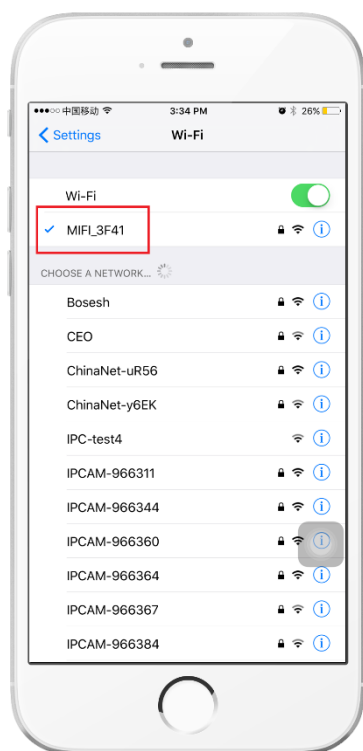 中国移动 3:34 PM 26%
Settings Wi-Fi
Wi-Fi
MIFI_3F41
CHOOSE A NETWORK...
Bosesh
CEO
ChinaNet-uR56
ChinaNet-y6EK
IPC-test4
IPCAM-966311
IPCAM-966344
IPCAM-966360
IPCAM-966364
IPCAM-966367
IPCAM-966384